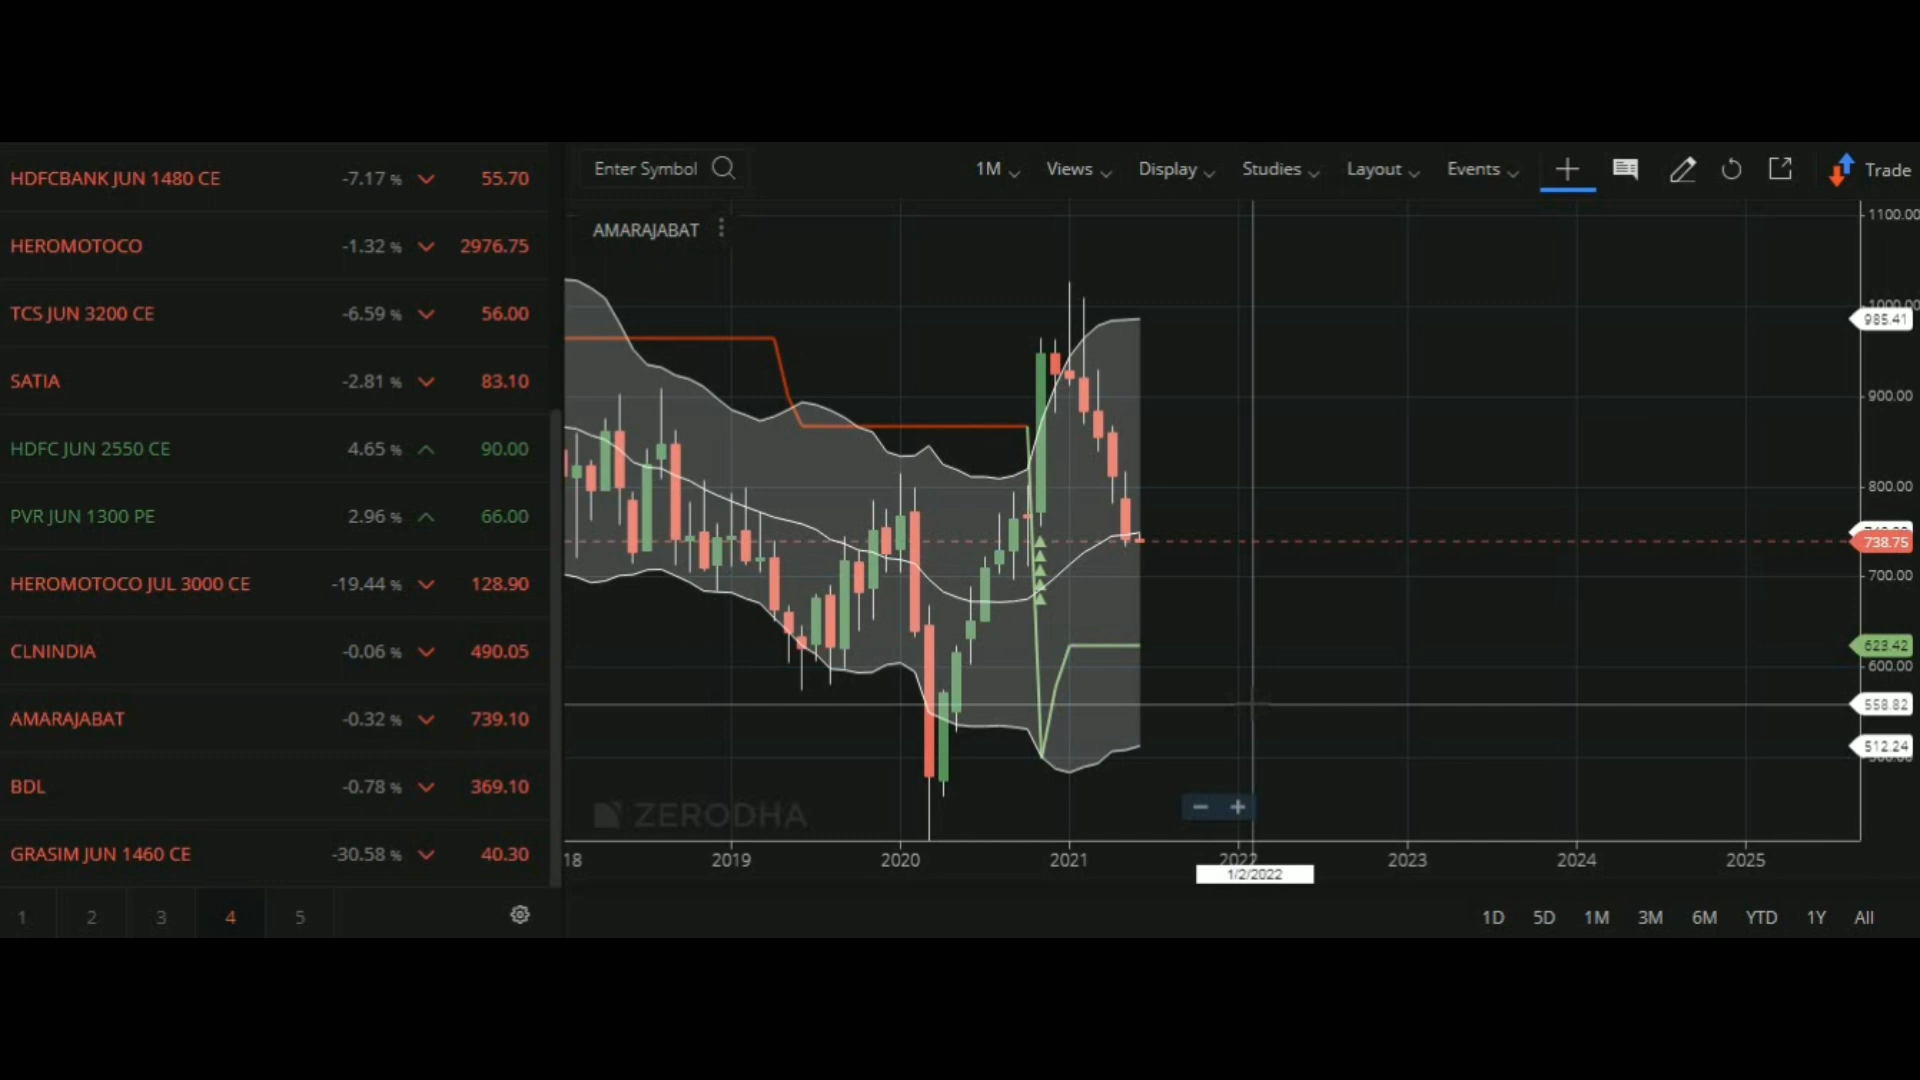 HDFCBANK JUN 1480 CE -7.17 % 55.70
HEROMOTOCO -1.32 % 2976.75
TCS JUN 3200 CE -6.59 % 56.00
SATIA -2.81 % 83.10
HDFC JUN 2550 CE 4.65 % 90.00
PVR JUN 1300 PE 2.96 % 66.00
HEROMOTOCO JUL 3000 CE -19.44 % 128.90
CLNINDIA -0.06 % 490.05
AMARAJABAT -0.32 % 739.10
BDL -0.78 % 369.10
GRASIM JUN 1460 CE -30.58 % 40.30
1 2 3 4 5
Enter Symbol 1M Views Display Studies Layout Events Trade
AMARAJABAT
1100.00
1000.00
985.41
900.00
800.00
738.75
700.00
623.42
600.00
558.82
512.24
ZERODHA
18 2019 2020 2021 2022 2023 2024 2025
1/2/2022
1D 5D 1M 3M 6M YTD 1Y All